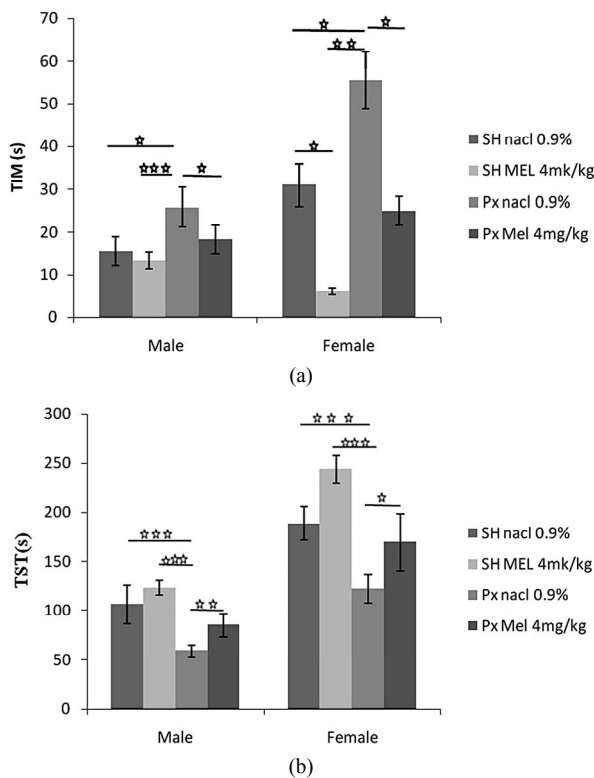 70
60
50
40
30
20
10
0
TIM (s)
Male
Female
SH nacl 0.9%
SH MEL 4mk/kg
Px nacl 0.9%
Px Mel 4mg/kg
(a)
300
250
200
150
100
50
0
TST(s)
Male
Female
SH nacl 0.9%
SH MEL 4mk/kg
Px nacl 0.9%
Px Mel 4mg/kg
(b)